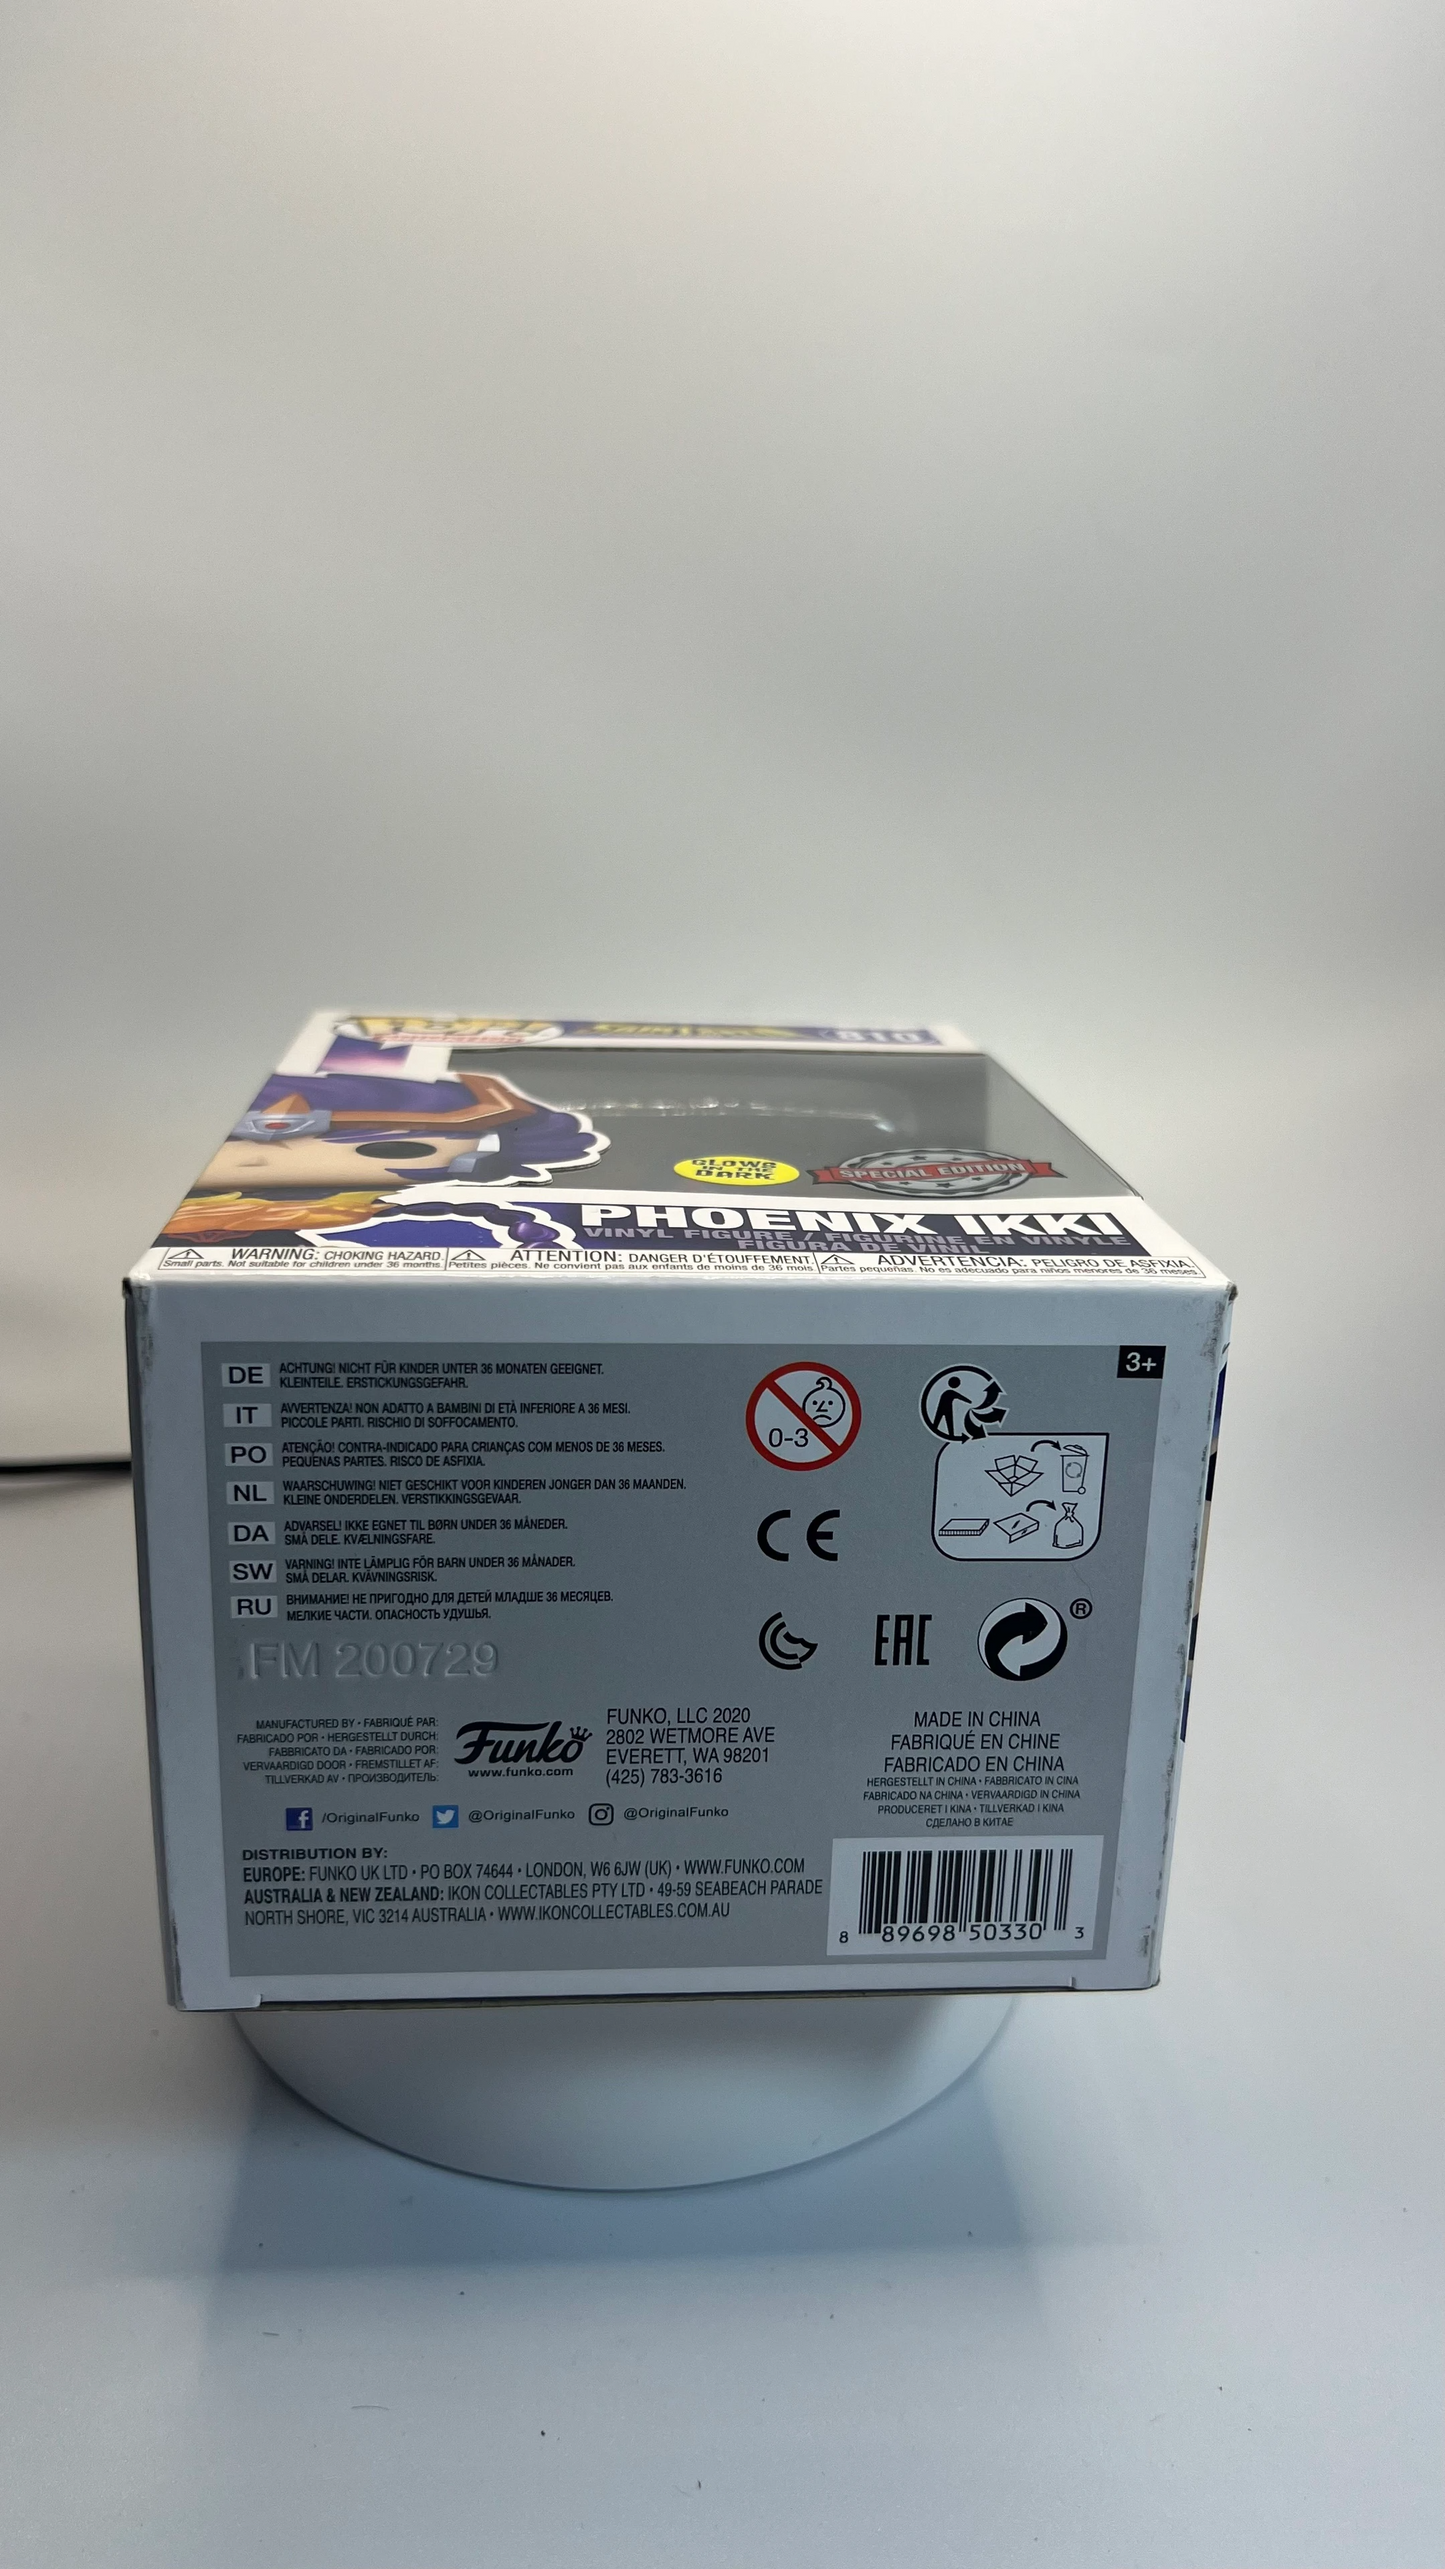 POP!
ANIMATION
SAINT SEIYA
810
GLOWS
IN THE
DARK
SPECIAL EDITION
PHOENIX IKKI
VINYL FIGURE / FIGURINE EN VINYLE
FIGURA DE VINIL
WARNING: CHOKING HAZARD.
Small parts. Not suitable for children under 36 months.
ATTENTION: DANGER D'ÉTOUFFEMENT.
Petites pièces. Ne convient pas aux enfants de moins de 36 mois.
ADVERTENCIA: PELIGRO DE ASFIXIA.
Partes pequeñas. No es adecuado para niños menores de 36 meses.
3+
DE ACHTUNG! NICHT FÜR KINDER UNTER 36 MONATEN GEEIGNET.
KLEINTEILE. ERSTICKUNGSGEFAHR.
IT AVVERTENZA! NON ADATTO A BAMBINI DI ETÀ INFERIORE A 36 MESI.
PICCOLE PARTI. RISCHIO DI SOFFOCAMENTO.
PO ATENÇÃO! CONTRA-INDICADO PARA CRIANÇAS COM MENOS DE 36 MESES.
PEQUENAS PARTES. RISCO DE ASFIXIA.
NL WAARSCHUWING! NIET GESCHIKT VOOR KINDEREN JONGER DAN 36 MAANDEN.
KLEINE ONDERDELEN. VERSTIKKINGSGEVAAR.
DA ADVARSEL! IKKE EGNET TIL BØRN UNDER 36 MÅNEDER.
SMÅ DELE. KVÆLNINGSFARE.
SW VARNING! INTE LÄMPLIG FÖR BARN UNDER 36 MÅNADER.
SMÅ DELAR. KVÄVNINGSRISK.
RU ВНИМАНИЕ! НЕ ПРИГОДНО ДЛЯ ДЕТЕЙ МЛАДШЕ 36 МЕСЯЦЕВ.
МЕЛКИЕ ЧАСТИ. ОПАСНОСТЬ УДУШЬЯ.
0-3
CE
EAC
®
FM 200729
MANUFACTURED BY • FABRIQUÉ PAR:
FABRICADO POR • HERGESTELLT DURCH:
FABBRICATO DA • FABRICADO POR:
VERVAARDIGD DOOR • FREMSTILLET AF:
TILLVERKAD AV • ПРОИЗВОДИТЕЛЬ:
Funko
www.funko.com
FUNKO, LLC 2020
2802 WETMORE AVE
EVERETT, WA 98201
(425) 783-3616
MADE IN CHINA
FABRIQUÉ EN CHINE
FABRICADO EN CHINA
HERGESTELLT IN CHINA • FABBRICATO IN CINA
FABRICADO NA CHINA • VERVAARDIGD IN CHINA
PRODUCERET I KINA • TILLVERKAD I KINA
СДЕЛАНО В КИТАЕ
/OriginalFunko @OriginalFunko @OriginalFunko
DISTRIBUTION BY:
EUROPE: FUNKO UK LTD • PO BOX 74644 • LONDON, W6 6JW (UK) • WWW.FUNKO.COM
AUSTRALIA & NEW ZEALAND: IKON COLLECTABLES PTY LTD • 49-59 SEABEACH PARADE
NORTH SHORE, VIC 3214 AUSTRALIA • WWW.IKONCOLLECTABLES.COM.AU
8 89698 50330 3